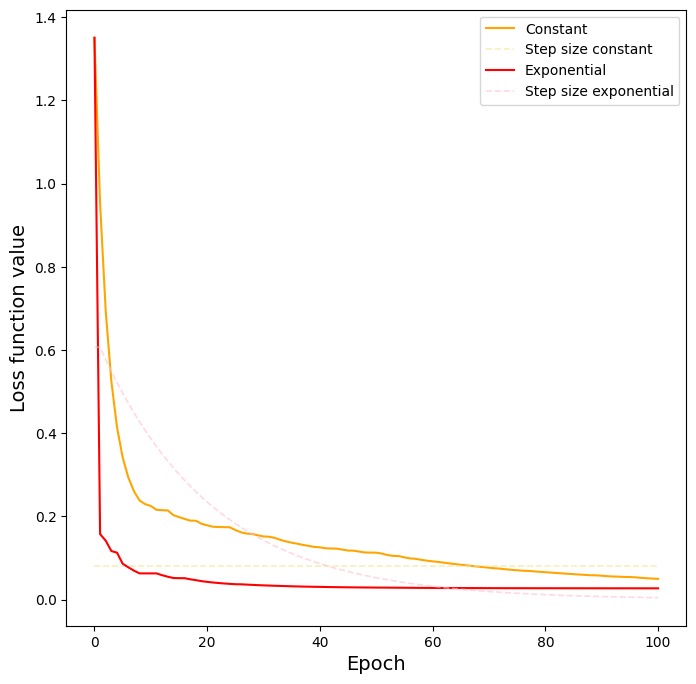 Constant
Step size constant
Exponential
Step size exponential
1.4
1.2
1.0
0.8
0.6
0.4
0.2
0.0
Loss function value
0 20 40 60 80 100
Epoch